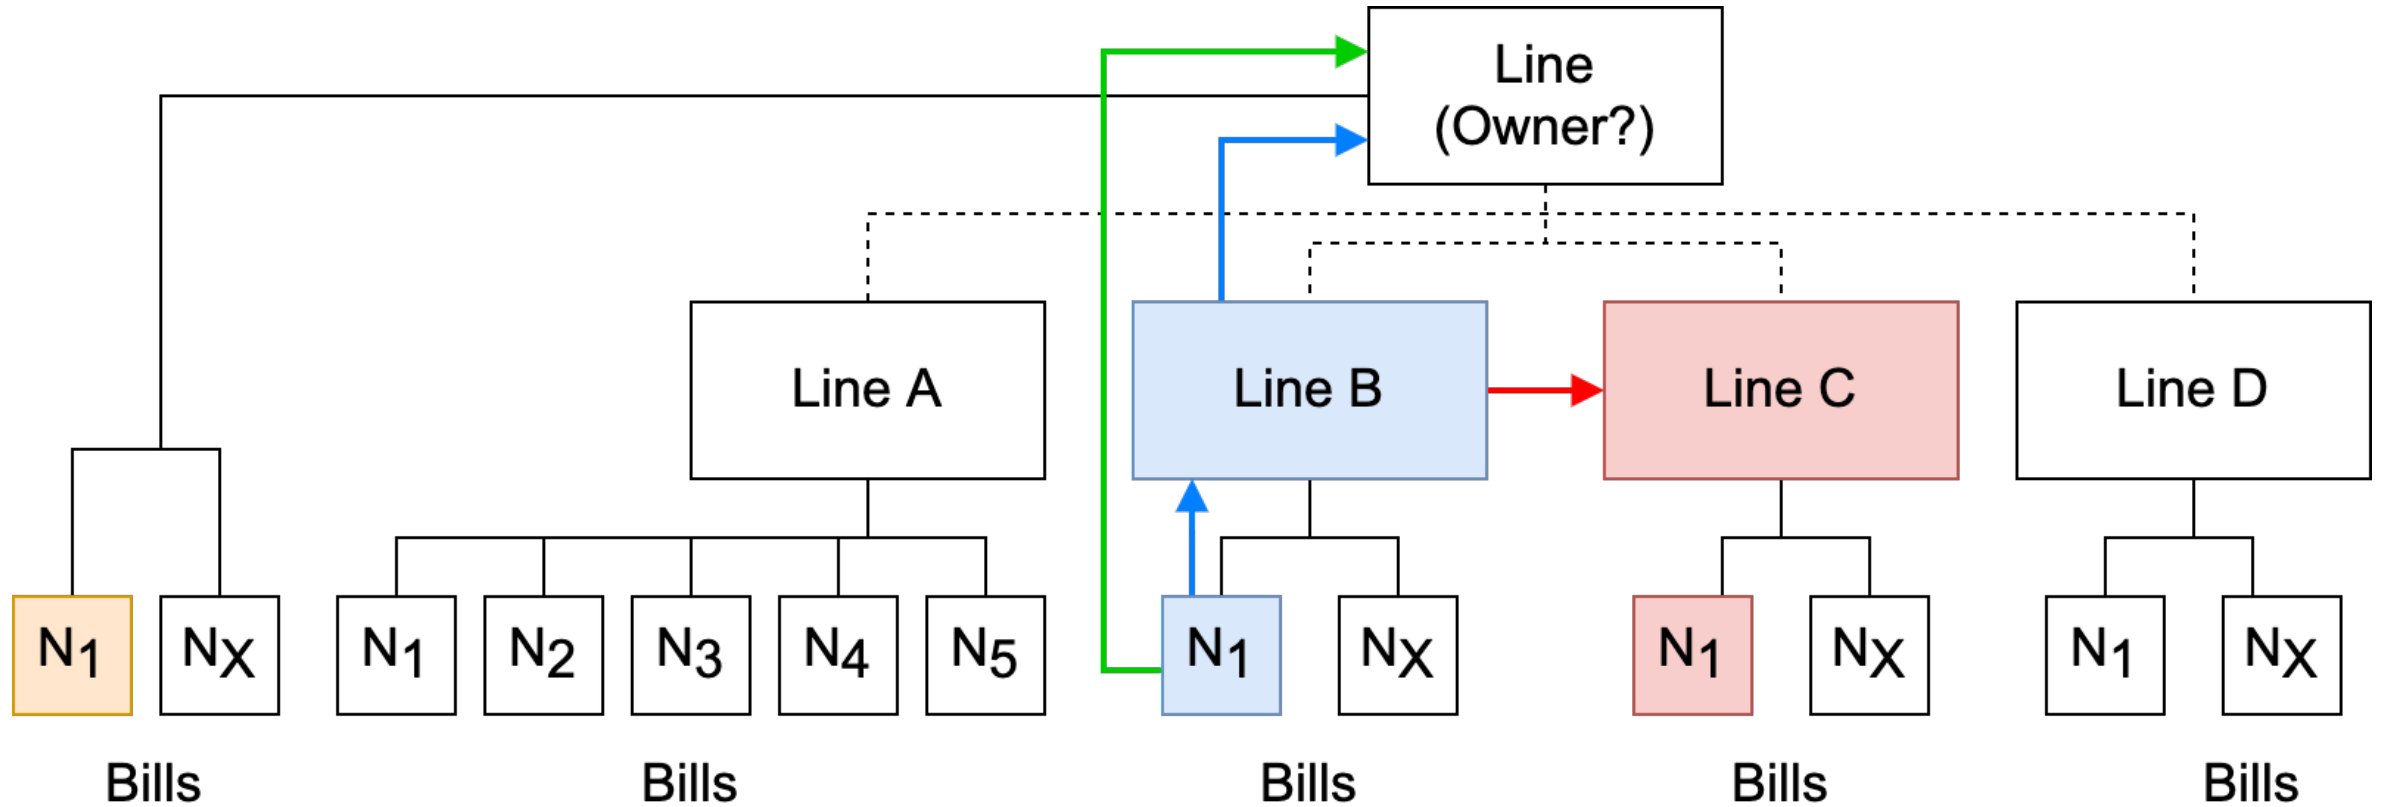 Line
(Owner?)
Line A
Line B
Line C
Line D
N1
NX
N1
N2
N3
N4
N5
N1
NX
N1
NX
N1
NX
Bills
Bills
Bills
Bills
Bills